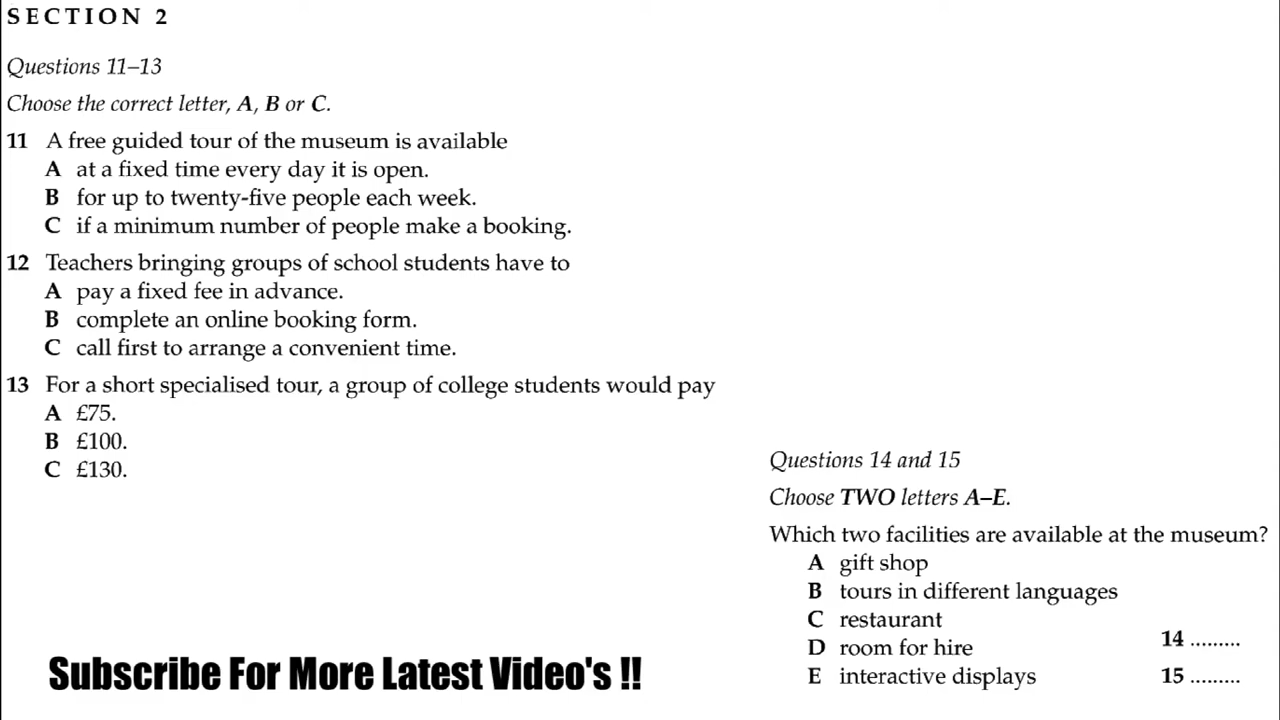 SECTION 2
Questions 11–13
Choose the correct letter, A, B or C.
11 A free guided tour of the museum is available
A at a fixed time every day it is open.
B for up to twenty-five people each week.
C if a minimum number of people make a booking.
12 Teachers bringing groups of school students have to
A pay a fixed fee in advance.
B complete an online booking form.
C call first to arrange a convenient time.
13 For a short specialised tour, a group of college students would pay
A £75.
B £100.
C £130.
Questions 14 and 15
Choose TWO letters A–E.
Which two facilities are available at the museum?
A gift shop
B tours in different languages
C restaurant
D room for hire
E interactive displays
14 .........
15 .........
Subscribe For More Latest Video's !!